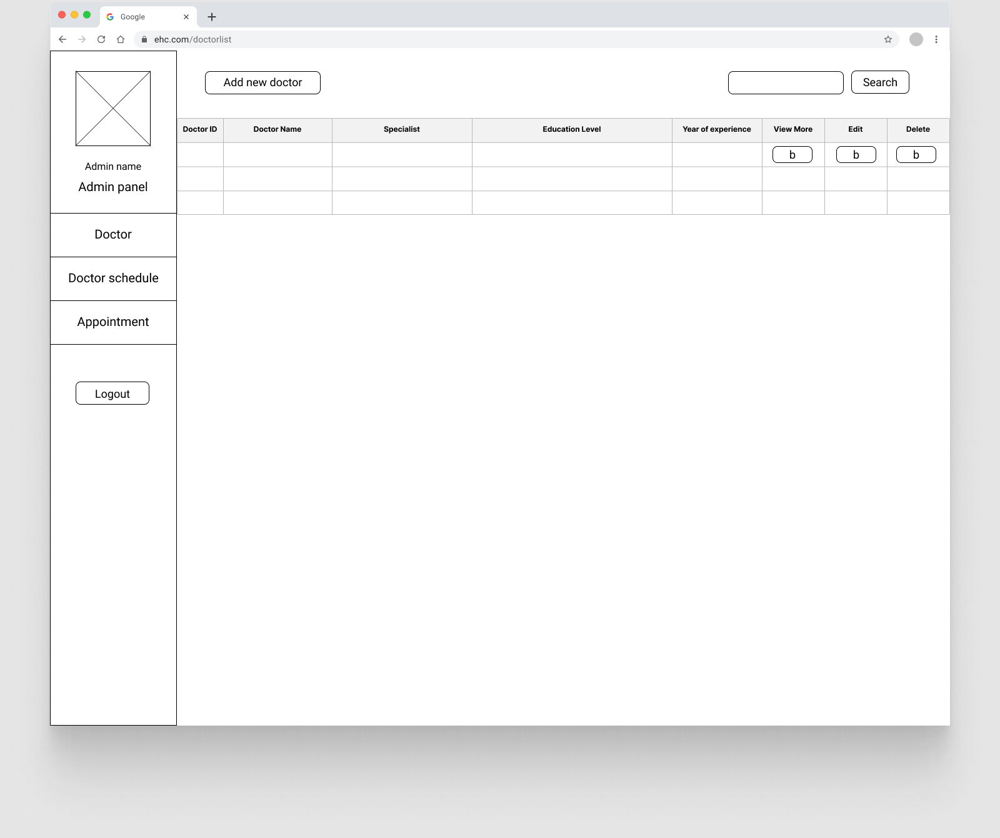 Google
ehc.com/doctorlist
Admin name
Admin panel
Doctor
Doctor schedule
Appointment
Logout
Add new doctor
Search
Doctor ID Doctor Name Specialist Education Level Year of experience View More Edit Delete
b b b